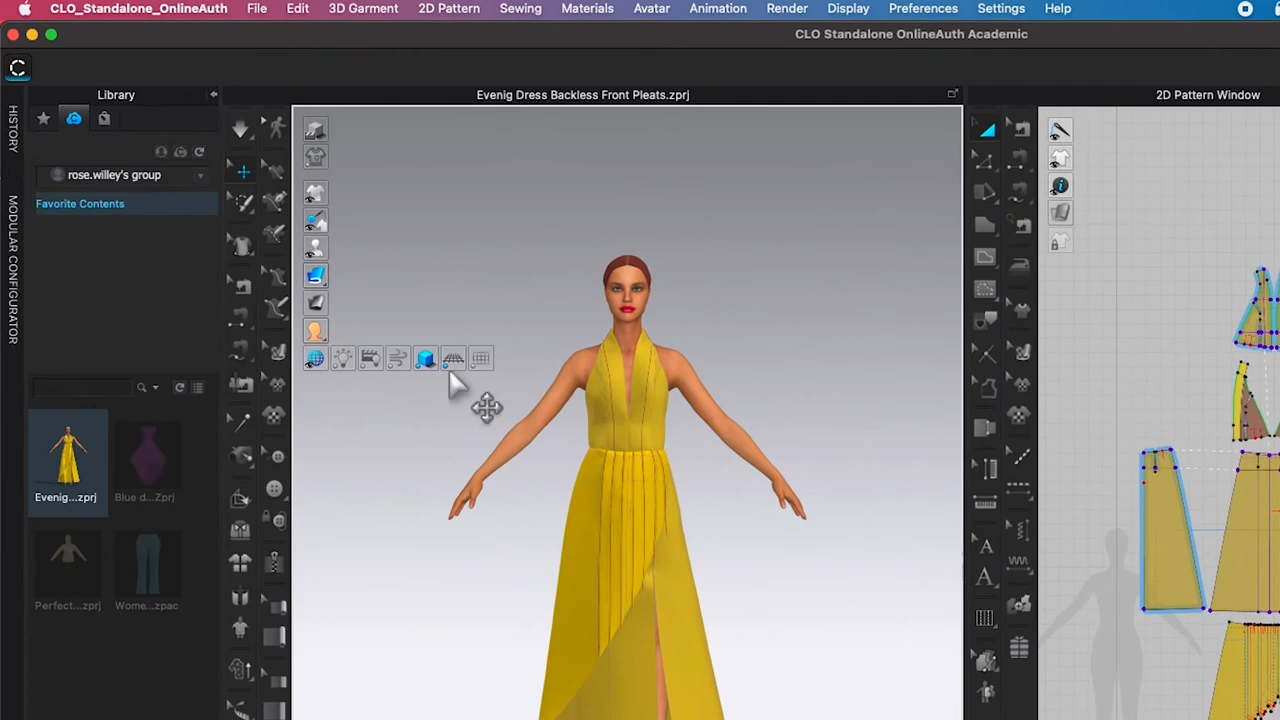 CLO_Standalone_OnlineAuth File Edit 3D Garment 2D Pattern Sewing Materials Avatar Animation Render Display Preferences Settings Help
CLO Standalone OnlineAuth Academic
Library
Evenig Dress Backless Front Pleats.zprj
2D Pattern Window
HISTORY
MODULAR CONFIGURATOR
rose.willey's group
Favorite Contents
Evenig...zprj
Blue d...Zprj
Perfect...zprj
Wome...zpac